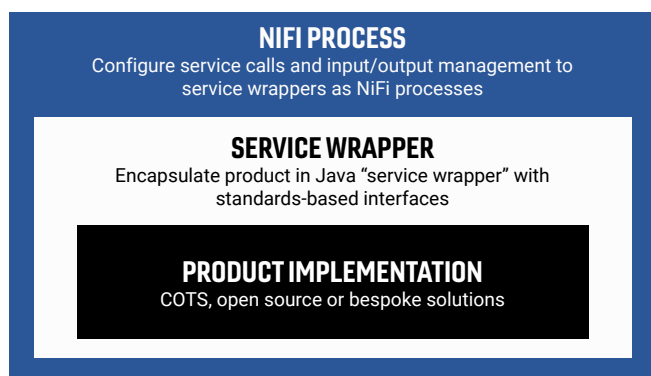 NIFI PROCESS
Configure service calls and input/output management to
service wrappers as NiFi processes
SERVICE WRAPPER
Encapsulate product in Java “service wrapper” with
standards-based interfaces
PRODUCT IMPLEMENTATION
COTS, open source or bespoke solutions